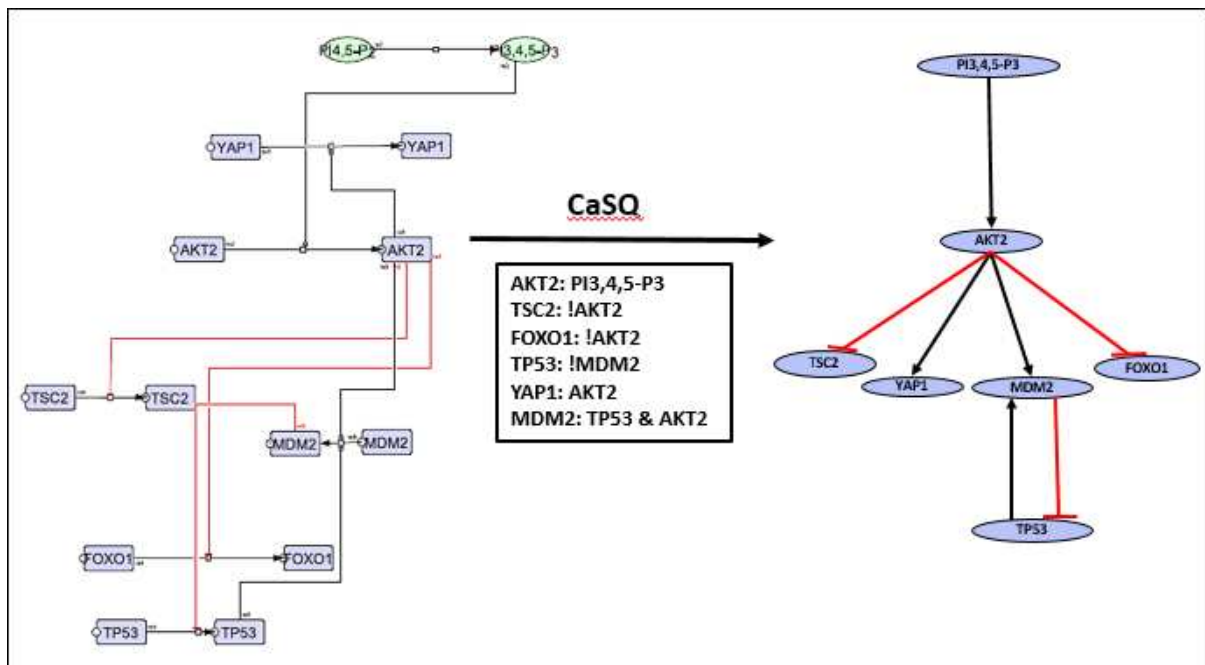 PI4,5-P2
PI3,4,5-P3
YAP1
YAP1
AKT2
AKT2
TSC2
TSC2
MDM2
MDM2
FOXO1
FOXO1
TP53
TP53
CaSQ
AKT2: PI3,4,5-P3
TSC2: !AKT2
FOXO1: !AKT2
TP53: !MDM2
YAP1: AKT2
MDM2: TP53 & AKT2
PI3,4,5-P3
AKT2
TSC2
YAP1
MDM2
FOXO1
TP53